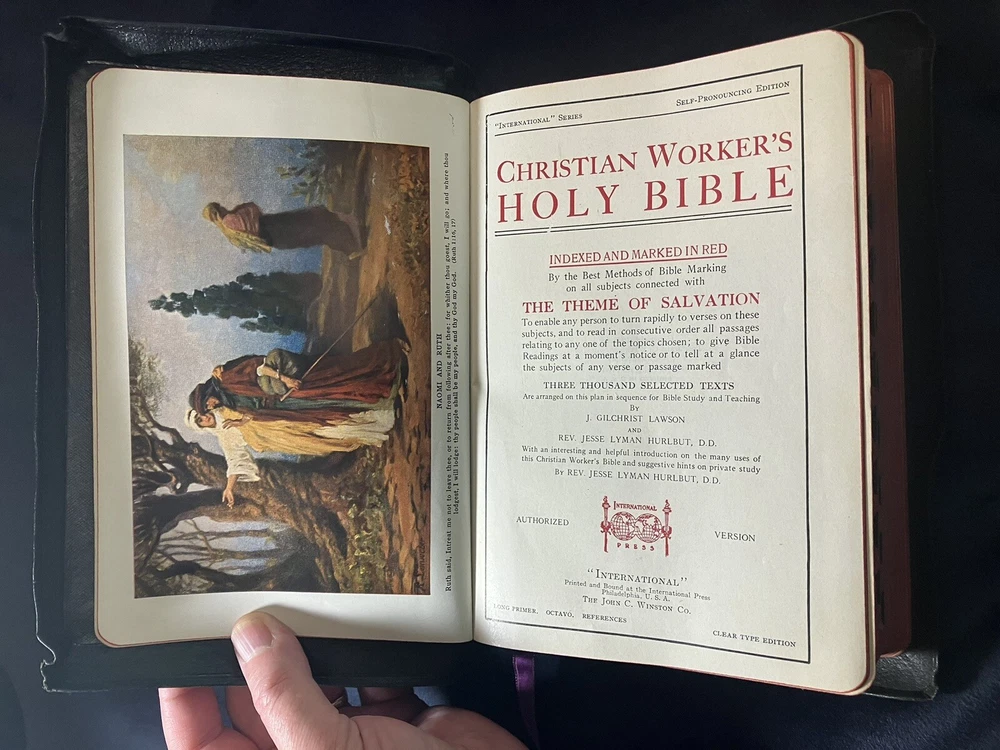 NAOMI AND RUTH
Ruth said, Intreat me not to leave thee, or to return from following after thee: for whither thou goest, I will go; and where thou
lodgest, I will lodge: thy people shall be my people, and thy God my God. (Ruth 1:16, 17)
"INTERNATIONAL" SERIES
SELF-PRONOUNCING EDITION
CHRISTIAN WORKER'S
HOLY BIBLE
INDEXED AND MARKED IN RED
By the Best Methods of Bible Marking
on all subjects connected with
THE THEME OF SALVATION
To enable any person to turn rapidly to verses on these
subjects, and to read in consecutive order all passages
relating to any one of the topics chosen; to give Bible
Readings at a moment's notice or to tell at a glance
the subjects of any verse or passage marked
THREE THOUSAND SELECTED TEXTS
Are arranged on this plan in sequence for Bible Study and Teaching
BY
J. GILCHRIST LAWSON
AND
REV. JESSE LYMAN HURLBUT, D.D.
With an interesting and helpful introduction on the many uses of
this Christian Worker's Bible and suggestive hints on private study
BY REV. JESSE LYMAN HURLBUT, D.D.
AUTHORIZED
INTERNATIONAL
PRESS
VERSION
"INTERNATIONAL"
Printed and Bound at the International Press
Philadelphia, U. S. A.
THE JOHN C. WINSTON CO.
LONG PRIMER, OCTAVO, REFERENCES
CLEAR TYPE EDITION